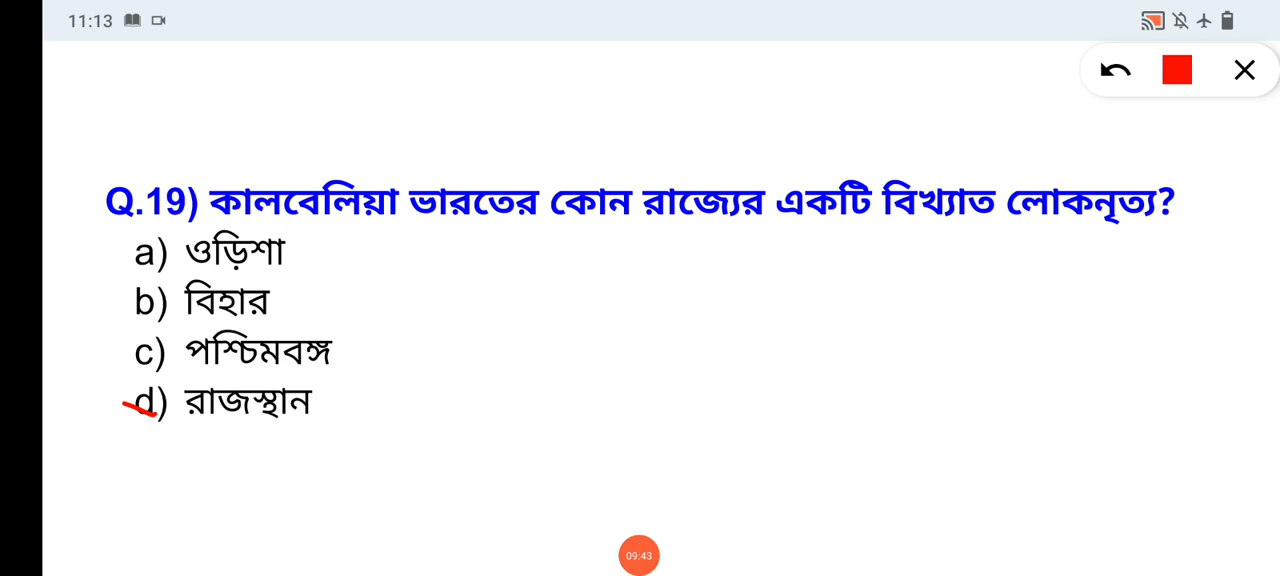 11:13
Q.19) কালবেলিয়া ভারতের কোন রাজ্যের একটি বিখ্যাত লোকনৃত্য?
a) ওড়িশা
b) বিহার
c) পশ্চিমবঙ্গ
d) রাজস্থান
09:43